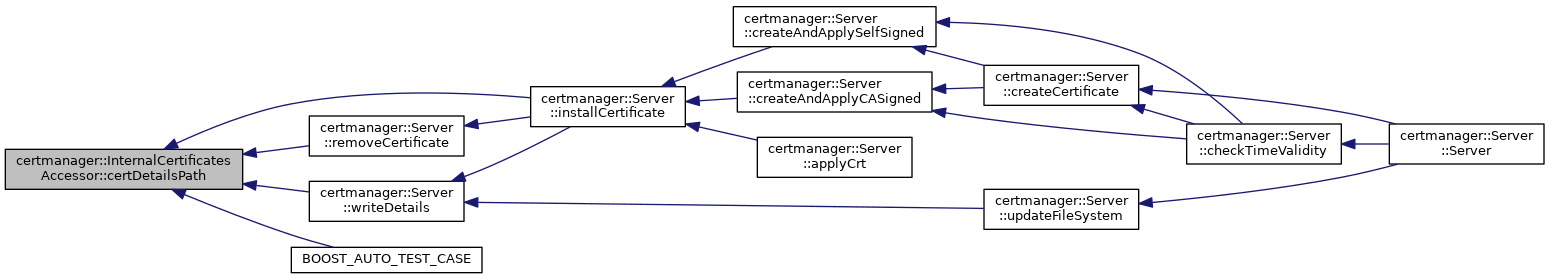 certmanager::InternalCertificates
Accessor::certDetailsPath
certmanager::Server
::installCertificate
certmanager::Server
::removeCertificate
certmanager::Server
::writeDetails
BOOST_AUTO_TEST_CASE
certmanager::Server
::createAndApplySelfSigned
certmanager::Server
::createAndApplyCASigned
certmanager::Server
::applyCrt
certmanager::Server
::createCertificate
certmanager::Server
::checkTimeValidity
certmanager::Server
::Server
certmanager::Server
::updateFileSystem